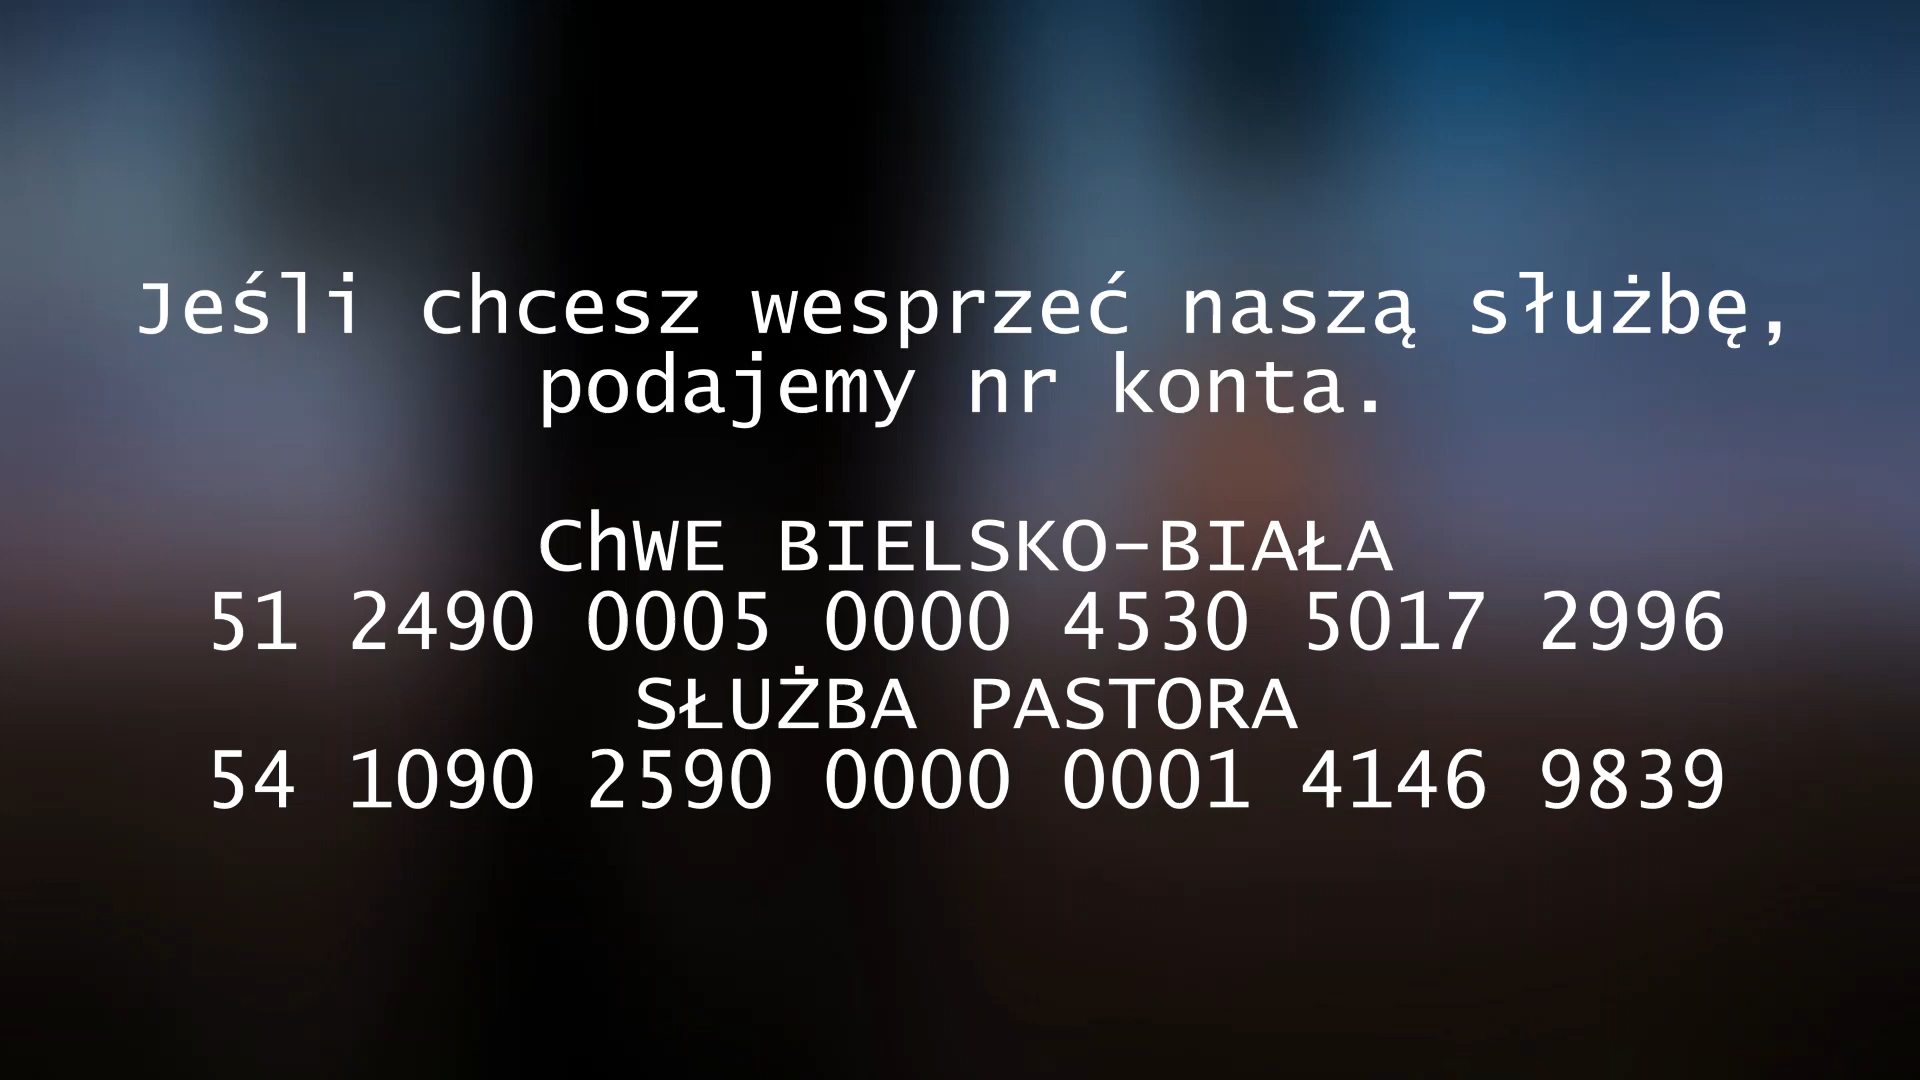 Jeśli chcesz wesprzeć naszą służbę,
podajemy nr konta.
ChWE BIELSKO-BIAŁA
51 2490 0005 0000 4530 5017 2996
SŁUŻBA PASTORA
54 1090 2590 0000 0001 4146 9839